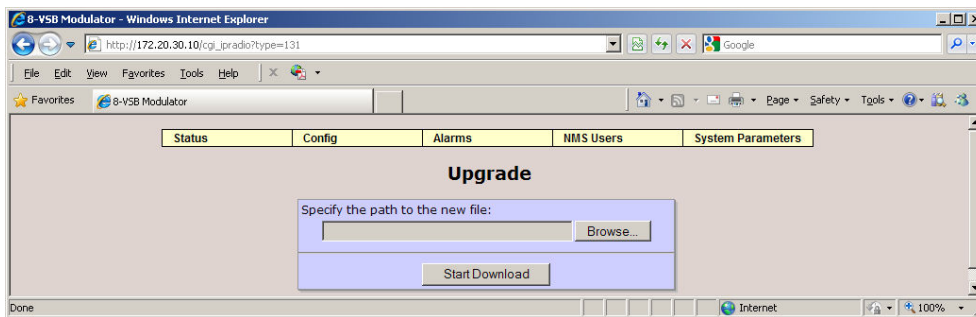 8-VSB Modulator - Windows Internet Explorer
http://172.20.30.10/cgi_ipradio?type=131
Google
File Edit View Favorites Tools Help
Favorites 8-VSB Modulator Page Safety Tools
Status Config Alarms NMS Users System Parameters
Upgrade
Specify the path to the new file:
Browse...
Start Download
Done Internet 100%